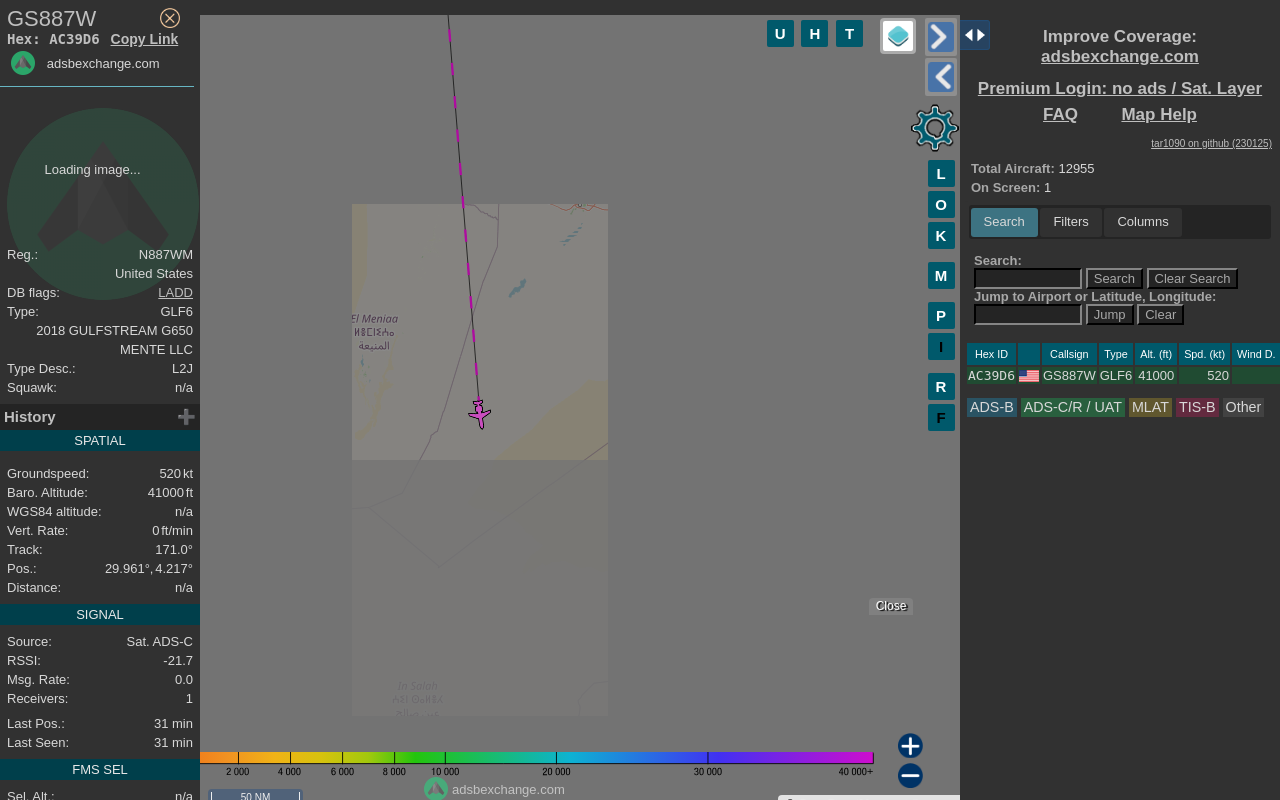 GS887W
Hex: AC39D6 Copy Link
adsbexchange.com
Loading image...
Reg.: N887WM
United States
DB flags: LADD
Type: GLF6
2018 GULFSTREAM G650
MENTE LLC
Type Desc.: L2J
Squawk: n/a
History
SPATIAL
Groundspeed: 520 kt
Baro. Altitude: 41000 ft
WGS84 altitude: n/a
Vert. Rate: 0 ft/min
Track: 171.0°
Pos.: 29.961°, 4.217°
Distance: n/a
SIGNAL
Source: Sat. ADS-C
RSSI: -21.7
Msg. Rate: 0.0
Receivers: 1
Last Pos.: 31 min
Last Seen: 31 min
FMS SEL
Sel. Alt.: n/a
U H T
L
O
K
M
P
I
R
F
El Meniaa
المنيعة
In Salah
Close
2 000 4 000 6 000 8 000 10 000 20 000 30 000 40 000+
adsbexchange.com
50 NM
Improve Coverage:
adsbexchange.com
Premium Login: no ads / Sat. Layer
FAQ Map Help
tar1090 on github (230125)
Total Aircraft: 12955
On Screen: 1
Search Filters Columns
Search:
Search Clear Search
Jump to Airport or Latitude, Longitude:
Jump Clear
Hex ID Callsign Type Alt. (ft) Spd. (kt) Wind D.
AC39D6 GS887W GLF6 41000 520
ADS-B ADS-C/R / UAT MLAT TIS-B Other